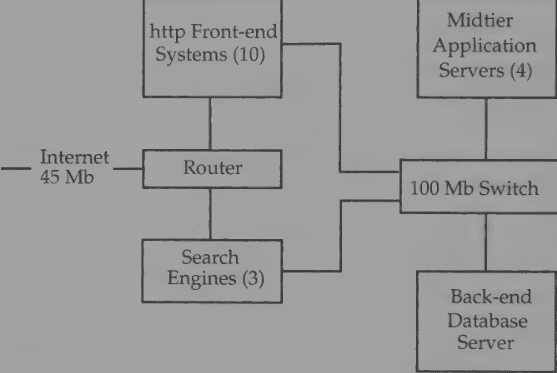 http Front-end
Systems (10)
Midtier
Application
Servers (4)
Internet
45 Mb
Router
100 Mb Switch
Search
Engines (3)
Back-end
Database
Server